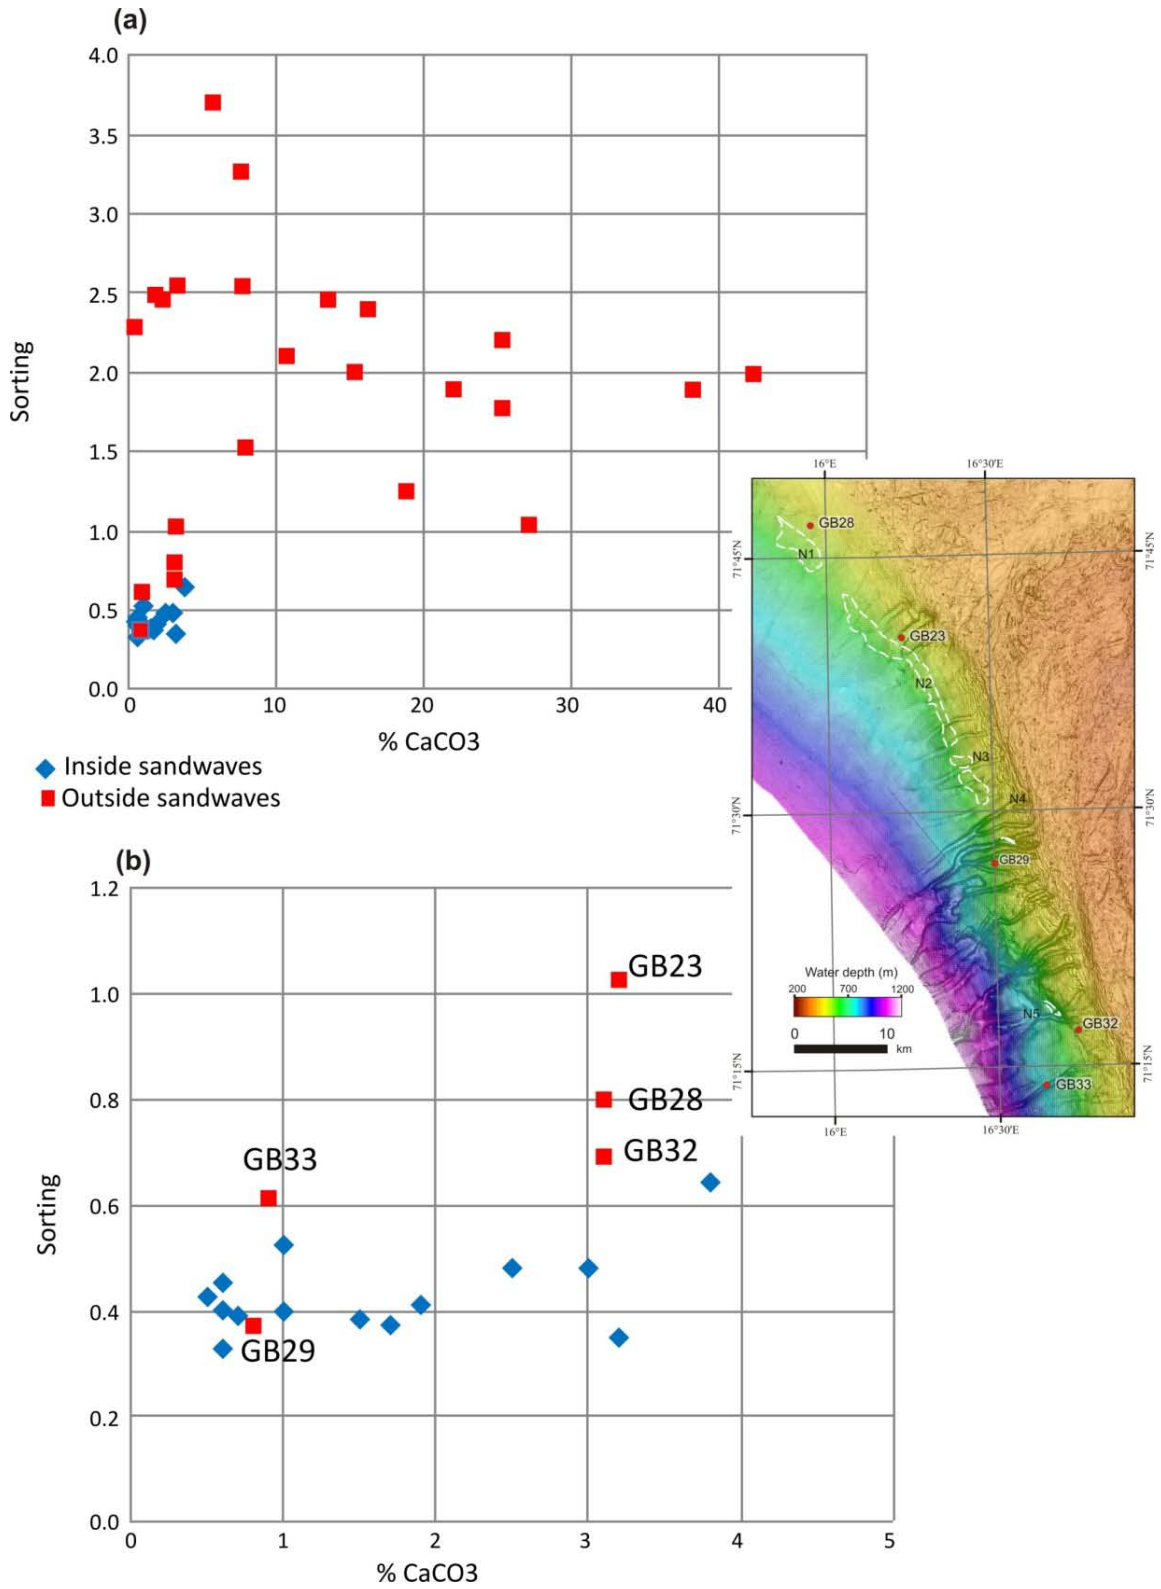 (a)
4.0
3.5
3.0
2.5
2.0
1.5
1.0
0.5
0.0
Sorting
0 10 20 30 40
% CaCO3
Inside sandwaves
Outside sandwaves
16°E 16°30'E
71°45'N 71°45'N
71°30'N 71°30'N
71°15'N 71°15'N
GB28
N1
GB23
N2
N3
N4
GB29
Water depth (m)
200 700 1200
0 10
km
N5
GB32
GB33
16°E 16°30'E
(b)
1.2
1.0
0.8
0.6
0.4
0.2
0.0
Sorting
GB23
GB28
GB32
GB33
GB29
0 1 2 3 4 5
% CaCO3